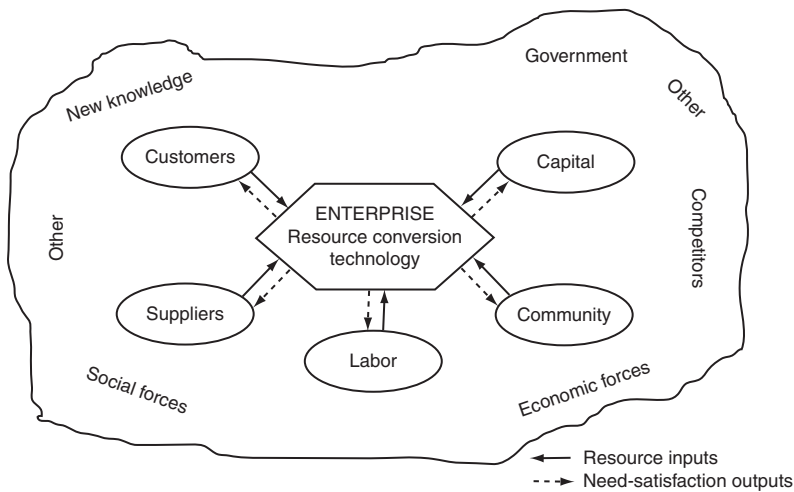 Government
New knowledge
Other
Customers
Capital
ENTERPRISE
Resource conversion
technology
Other
Competitors
Suppliers
Community
Labor
Social forces
Economic forces
Resource inputs
Need-satisfaction outputs